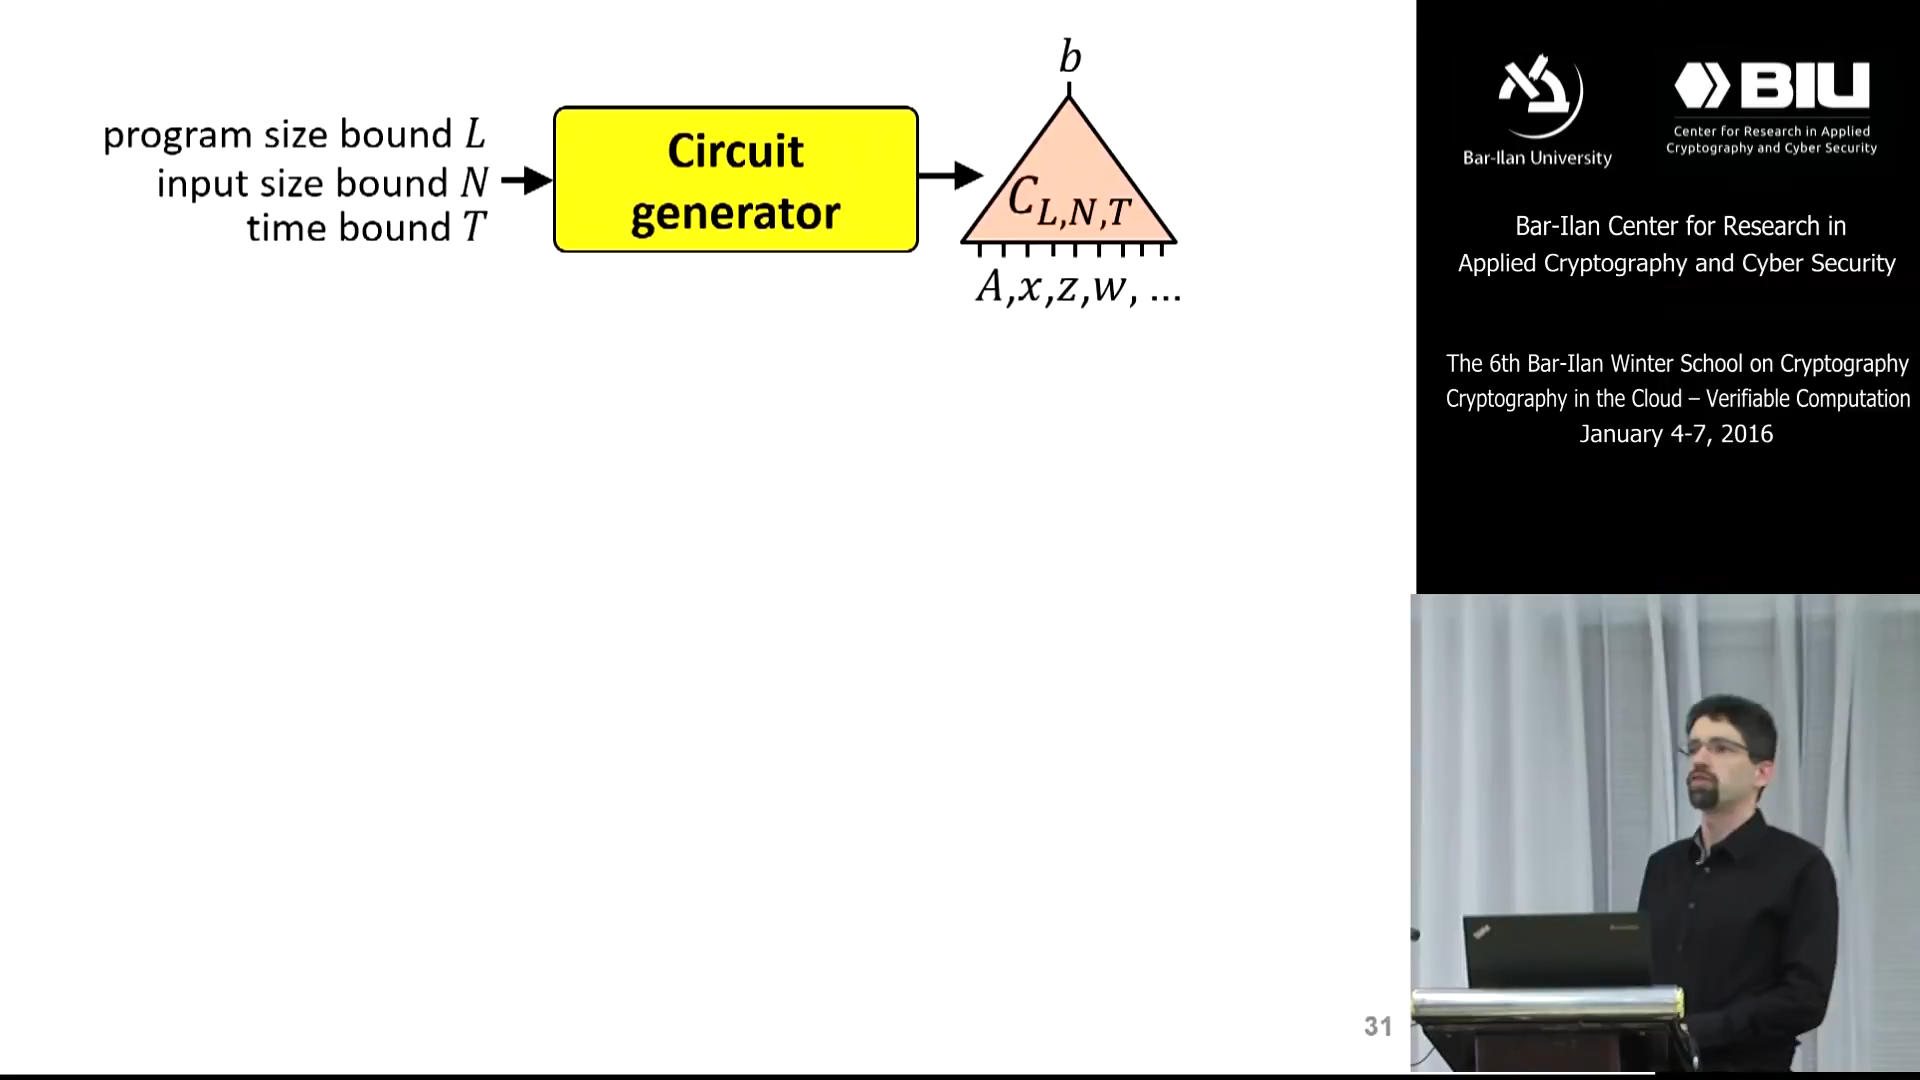 b
program size bound L
input size bound N
time bound T
Circuit
generator
C_{L,N,T}
A,x,z,w, ...
31
Bar-Ilan University
BIU
Center for Research in Applied
Cryptography and Cyber Security
Bar-Ilan Center for Research in
Applied Cryptography and Cyber Security
The 6th Bar-Ilan Winter School on Cryptography
Cryptography in the Cloud – Verifiable Computation
January 4-7, 2016